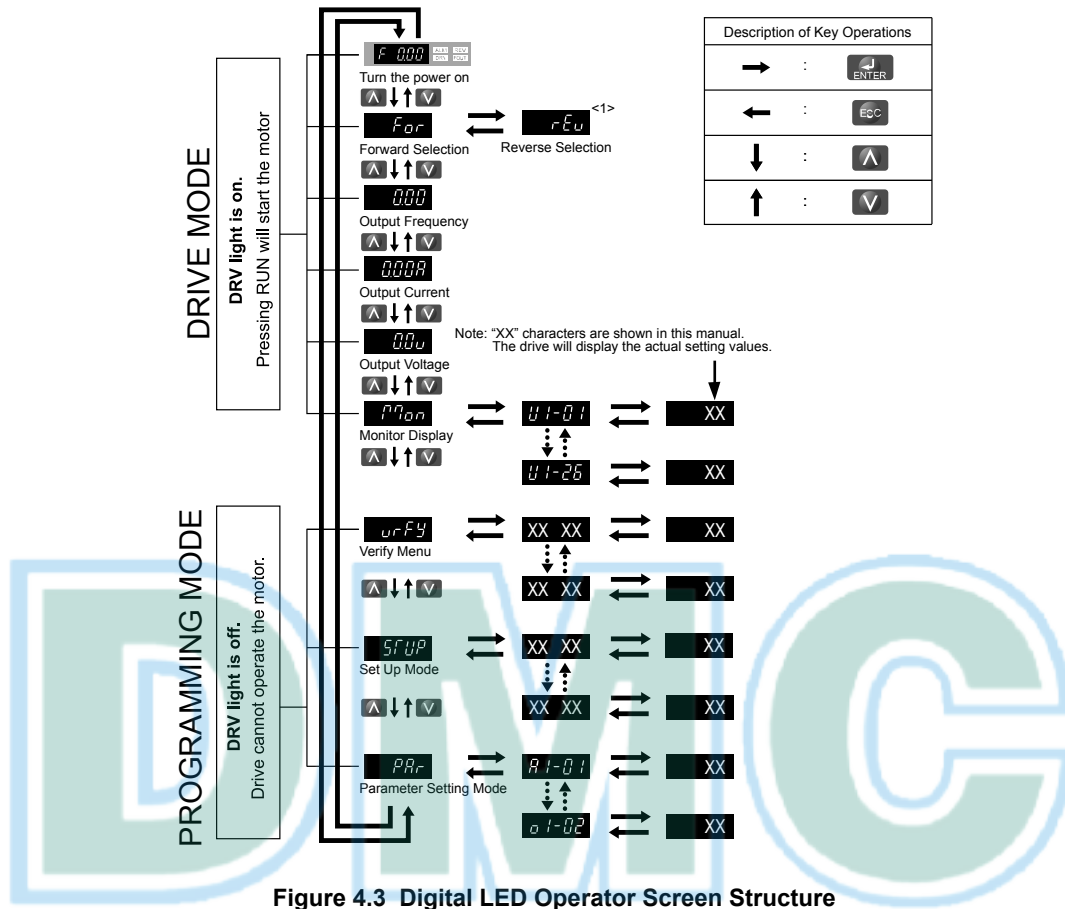 F 0.00
ALM REV
DRV FOUT
Turn the power on
For
rEv <1>
Forward Selection
Reverse Selection
0.00
Output Frequency
0.00A
Output Current
0.0v
Output Voltage
Mon
Monitor Display
DRIVE MODE
DRV light is on.
Pressing RUN will start the motor
Description of Key Operations
→ : ENTER
← : ESC
↓ : Λ
↑ : V
Note: “XX” characters are shown in this manual.
The drive will display the actual setting values.
U1-01
XX
U1-26
XX
PROGRAMMING MODE
DRV light is off.
Drive cannot operate the motor.
vrFy
XX XX
XX
Verify Menu
XX XX
XX
STUP
XX XX
XX
Set Up Mode
XX XX
XX
PAr
A1-01
XX
Parameter Setting Mode
o1-02
XX
DMC
Figure 4.3 Digital LED Operator Screen Structure